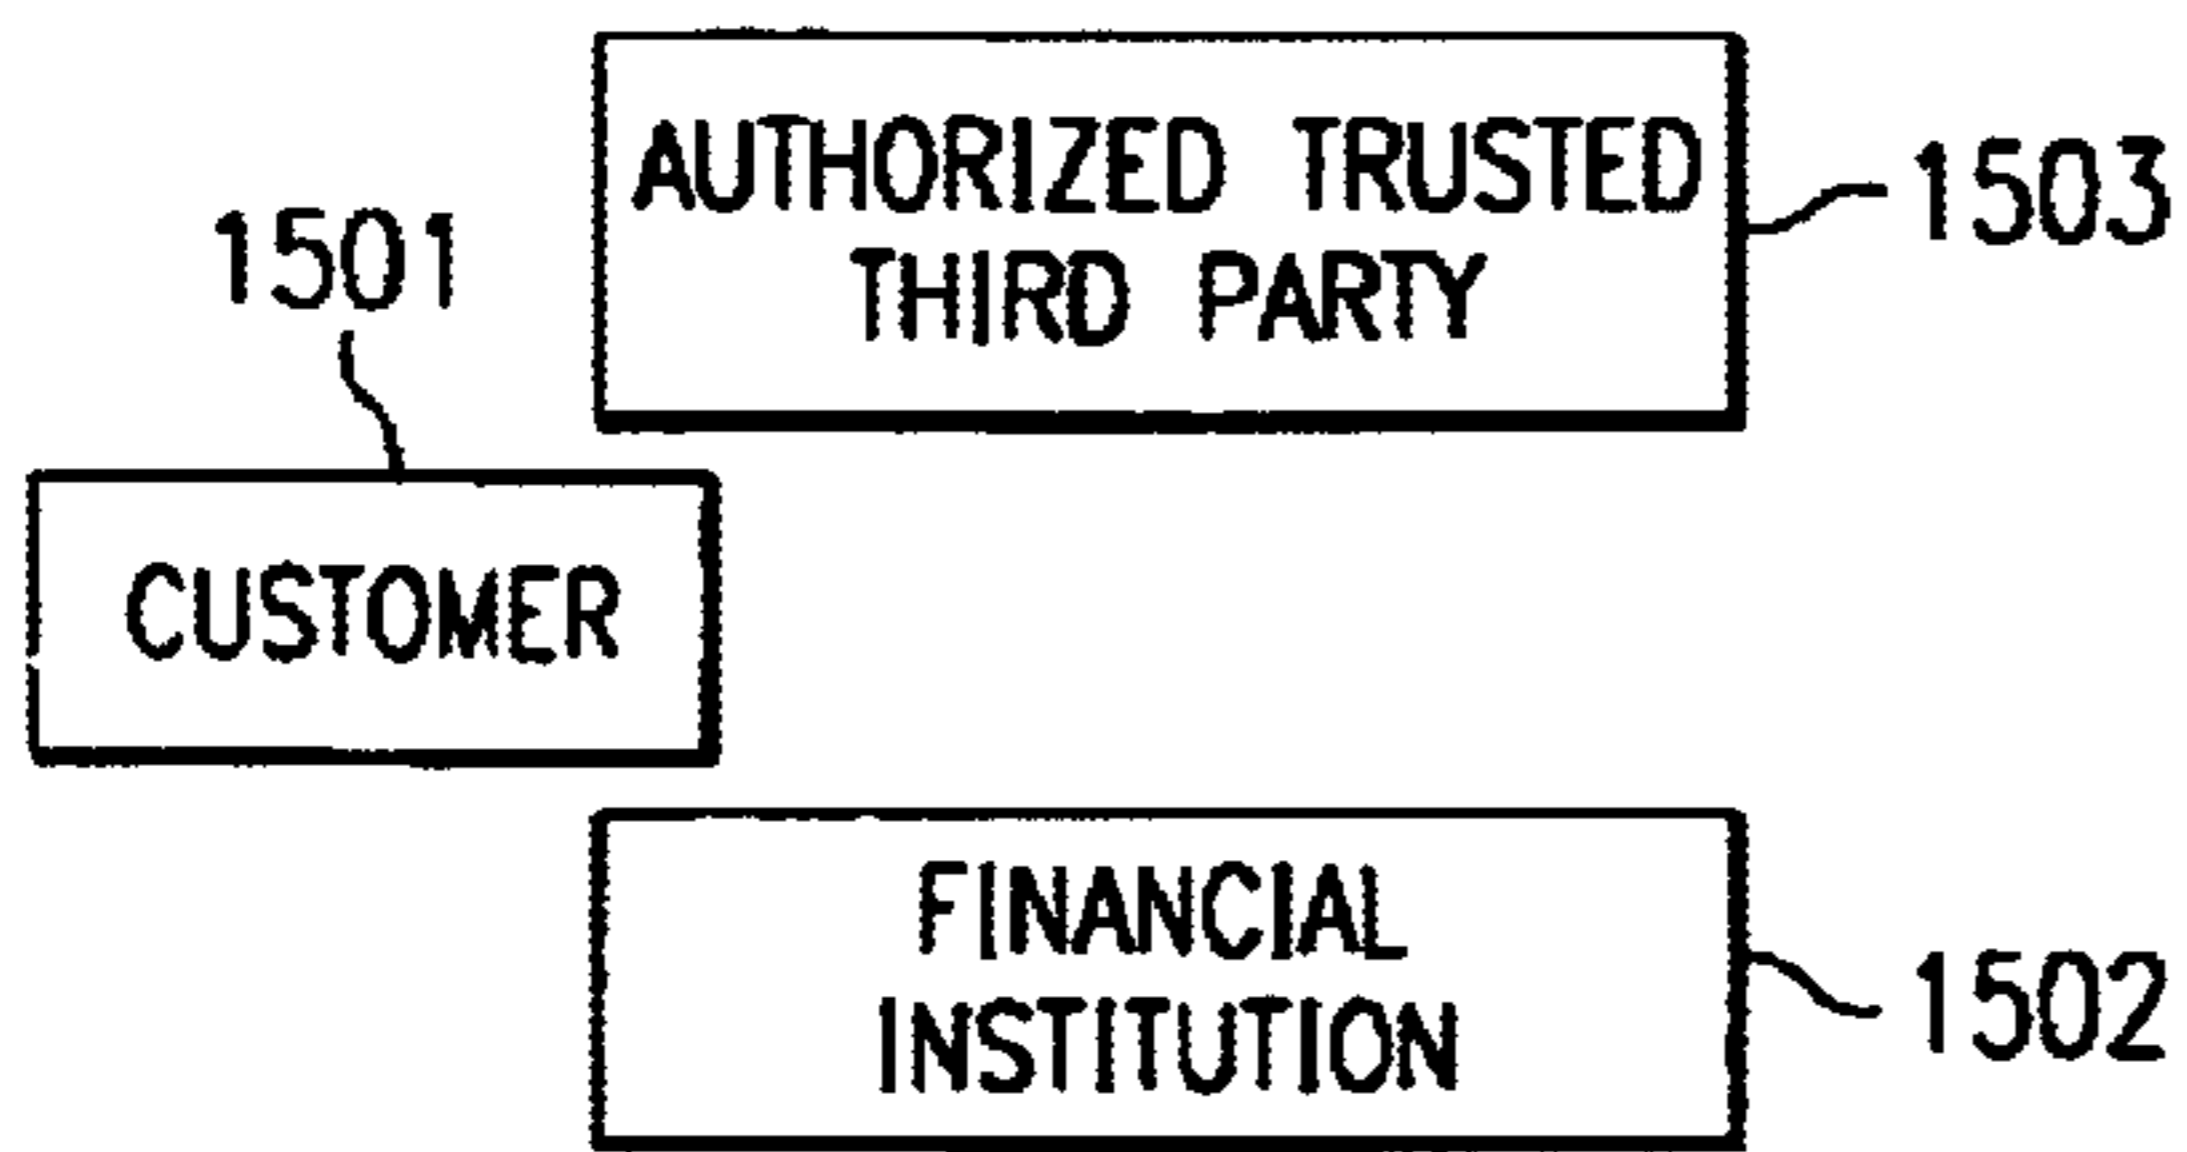 AUTHORIZED TRUSTED
THIRD PARTY
1503
1501
CUSTOMER
FINANCIAL
INSTITUTION
1502